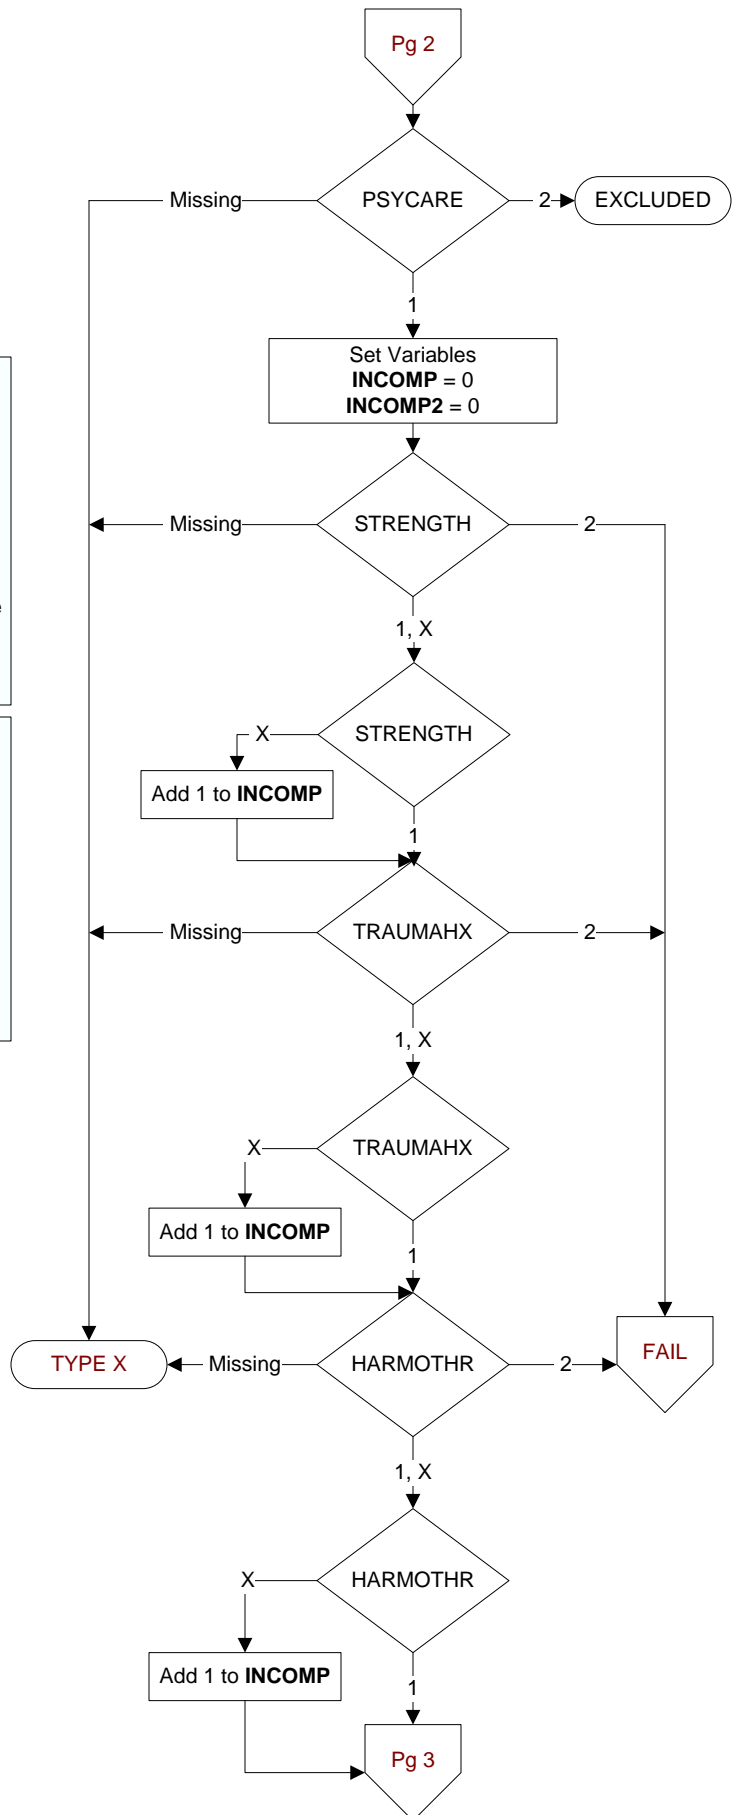 Pg 2
Missing
PSYCARE
2
EXCLUDED
1
Set Variables
INCOMP = 0
INCOMP2 = 0
Missing
STRENGTH
2
1, X
X
STRENGTH
Add 1 to INCOMP
1
Missing
TRAUMAHX
2
1, X
X
TRAUMAHX
Add 1 to INCOMP
1
TYPE X
Missing
HARMOTHR
2
FAIL
1, X
X
HARMOTHR
Add 1 to INCOMP
1
Pg 3